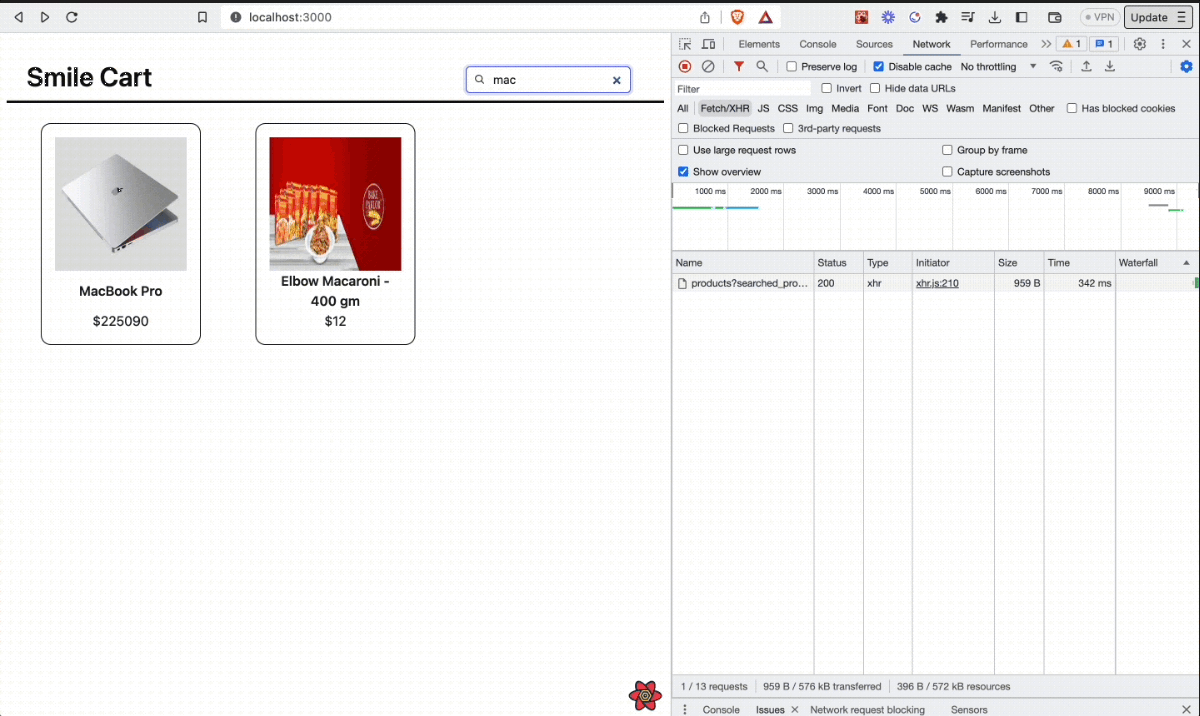 localhost:3000
VPN
Update
Smile Cart
mac
MacBook Pro
$225090
BAKE PARLOR
Elbow Macaroni -
400 gm
$12
Elements Console Sources Network Performance 1 1
Preserve log Disable cache No throttling
Filter Invert Hide data URLs
All Fetch/XHR JS CSS Img Media Font Doc WS Wasm Manifest Other Has blocked cookies
Blocked Requests 3rd-party requests
Use large request rows Group by frame
Show overview Capture screenshots
1000 ms 2000 ms 3000 ms 4000 ms 5000 ms 6000 ms 7000 ms 8000 ms 9000 ms
Name Status Type Initiator Size Time Waterfall
products?searched_pro... 200 xhr xhr.js:210 959 B 342 ms
1 / 13 requests 959 B / 576 kB transferred 396 B / 572 kB resources
Console Issues Network request blocking Sensors